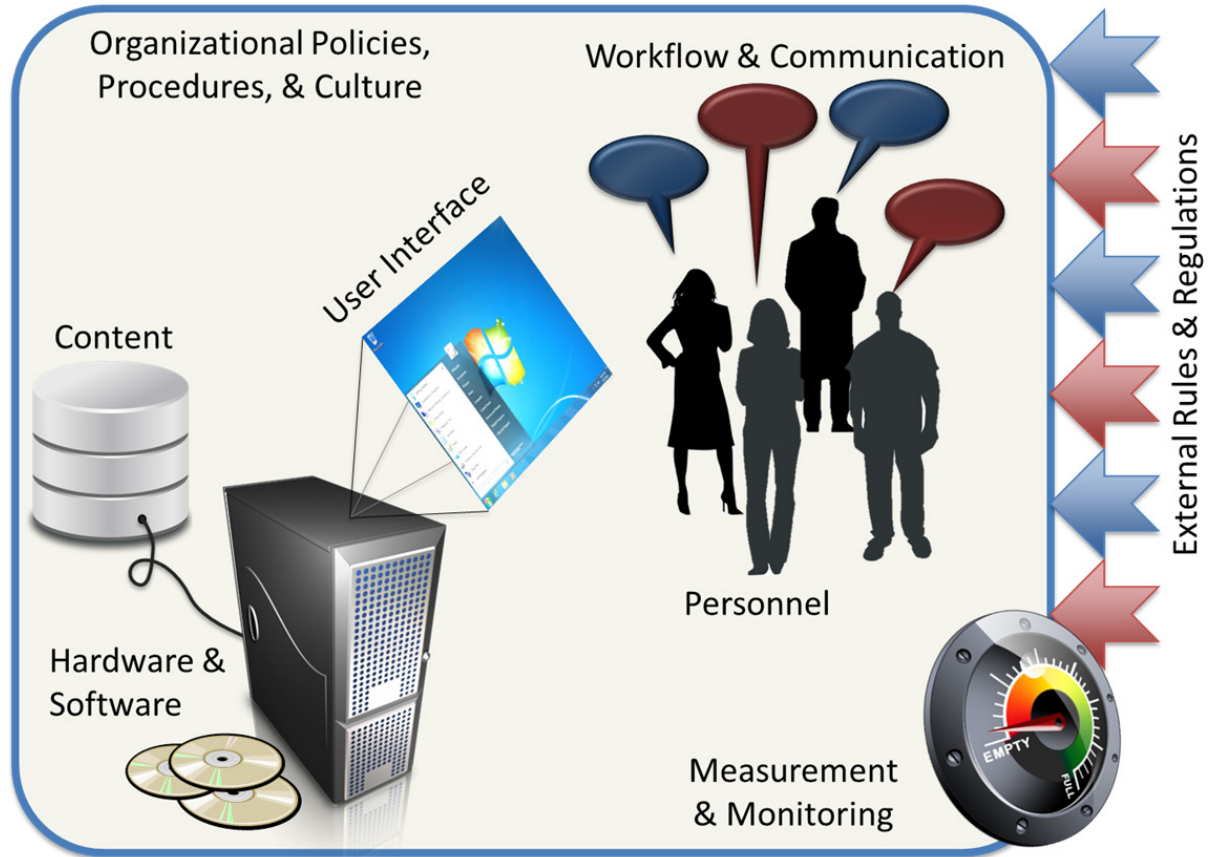 Organizational Policies,
Procedures, & Culture
Workflow & Communication
User Interface
Content
External Rules & Regulations
Personnel
Hardware &
Software
Measurement
& Monitoring
EMPTY
FULL